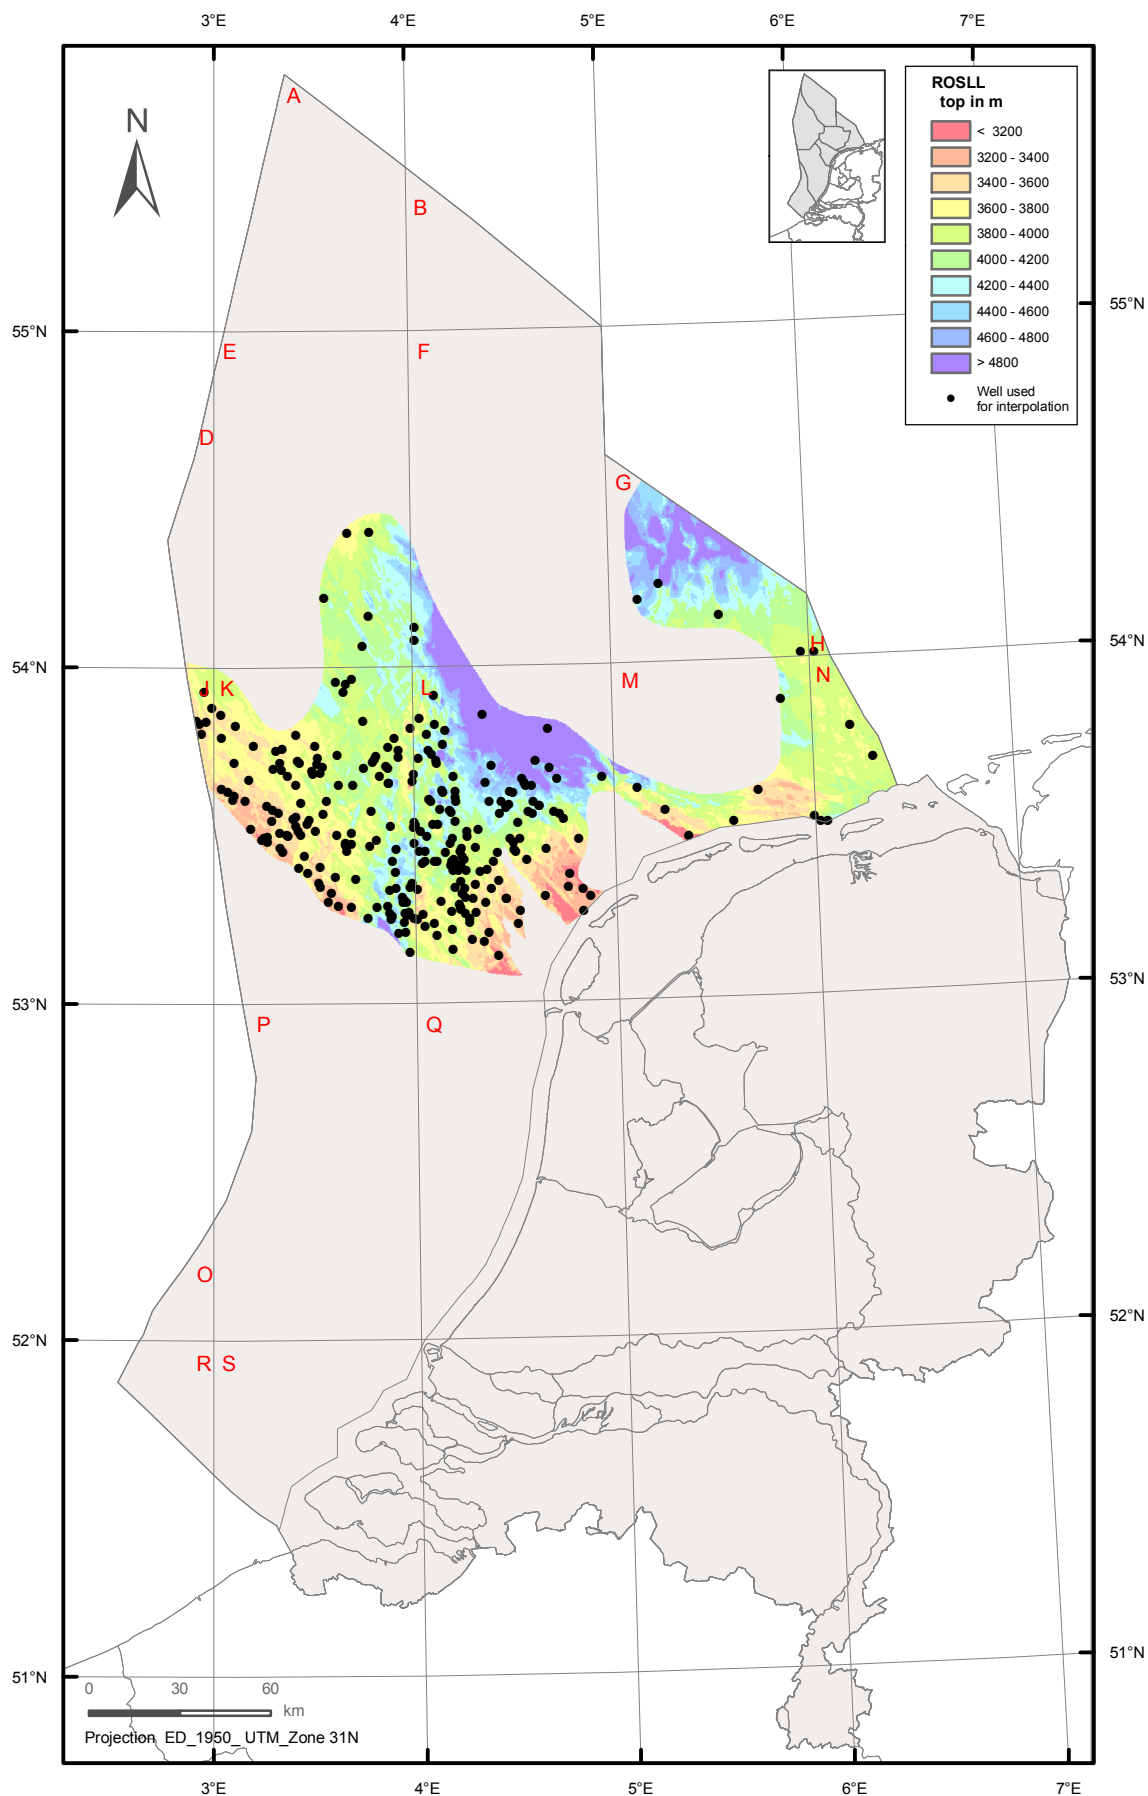 3°E 4°E 5°E 6°E 7°E
N
ROSLL
top in m
< 3200
3200 - 3400
3400 - 3600
3600 - 3800
3800 - 4000
4000 - 4200
4200 - 4400
4400 - 4600
4600 - 4800
> 4800
Well used
for interpolation
A
B
55°N 55°N
E F
D
G
54°N 54°N
H
J K L M N
53°N 53°N
P Q
O
52°N 52°N
R S
51°N 51°N
0 30 60
km
Projection ED_1950_ UTM_Zone 31N
3°E 4°E 5°E 6°E 7°E